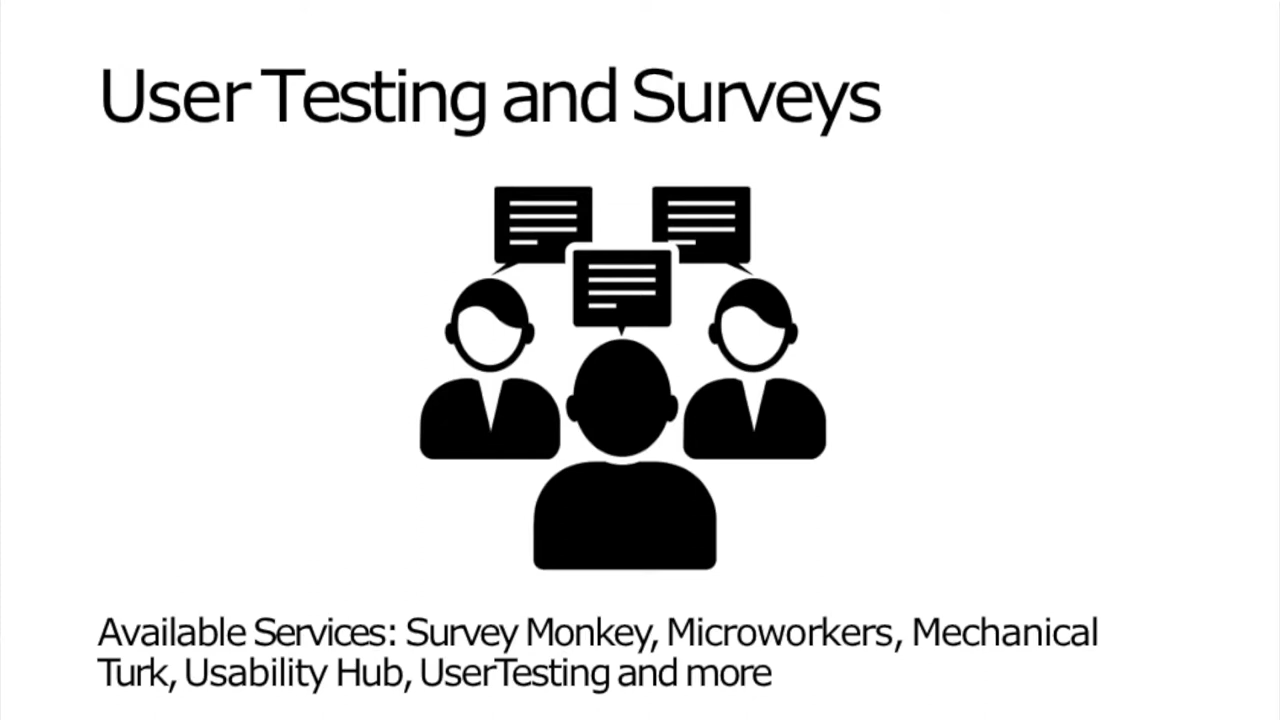 User Testing and Surveys
Available Services: Survey Monkey, Microworkers, Mechanical
Turk, Usability Hub, UserTesting and more